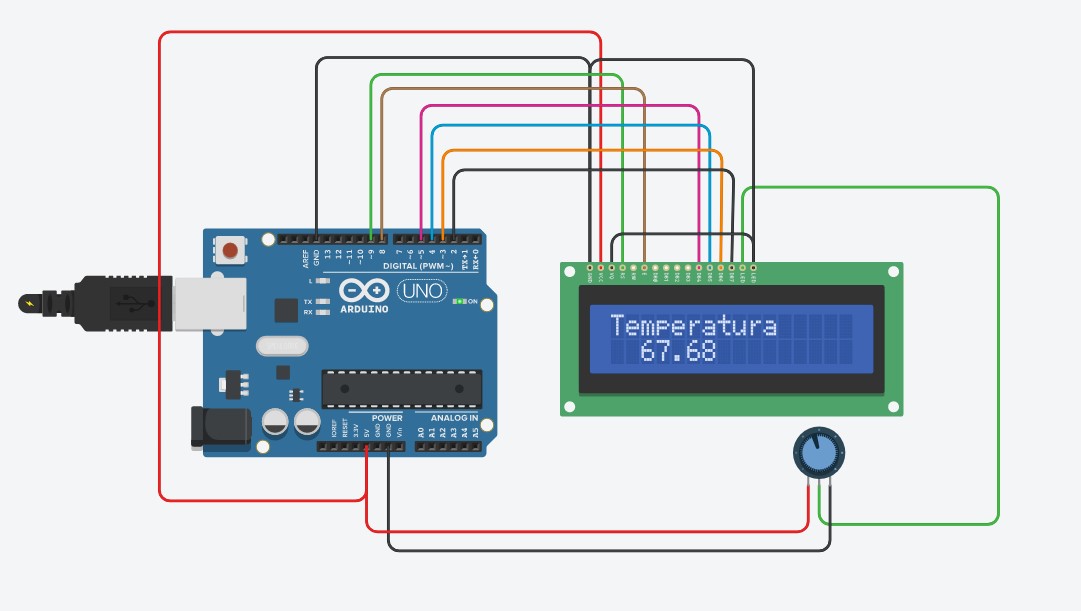 AREF
GND
13
12
~11
~10
~9
8
7
~6
~5
4
~3
2
TX→1
RX←0
DIGITAL (PWM~)
L
TX
RX
ARDUINO
UNO
ON
POWER
ANALOG IN
IOREF
RESET
3.3V
5V
GND
GND
Vin
A0
A1
A2
A3
A4
A5
Temperatura
67.68